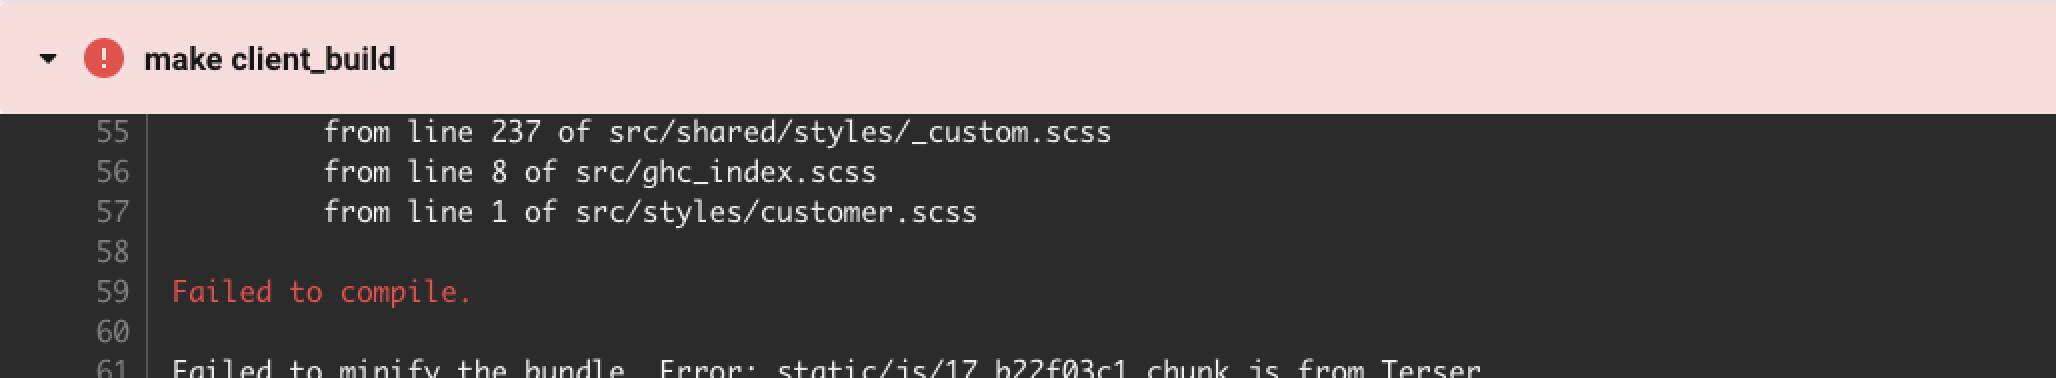 make client_build
55 from line 237 of src/shared/styles/_custom.scss
56 from line 8 of src/ghc_index.scss
57 from line 1 of src/styles/customer.scss
58
59 Failed to compile.
60
61 Failed to minify the bundle. Error: static/js/17.b22f03c1.chunk.js from Terser